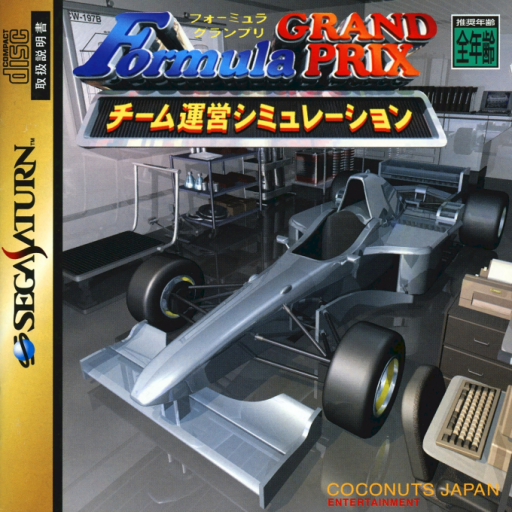 COMPACT
disc
取扱説明書
SEGA SATURN™
W-197B
フォーミュラ
グランプリ
Formula GRAND
PRIX
推奨年齢
全年齢
チーム運営シミュレーション
COCONUTS JAPAN
ENTERTAINMENT